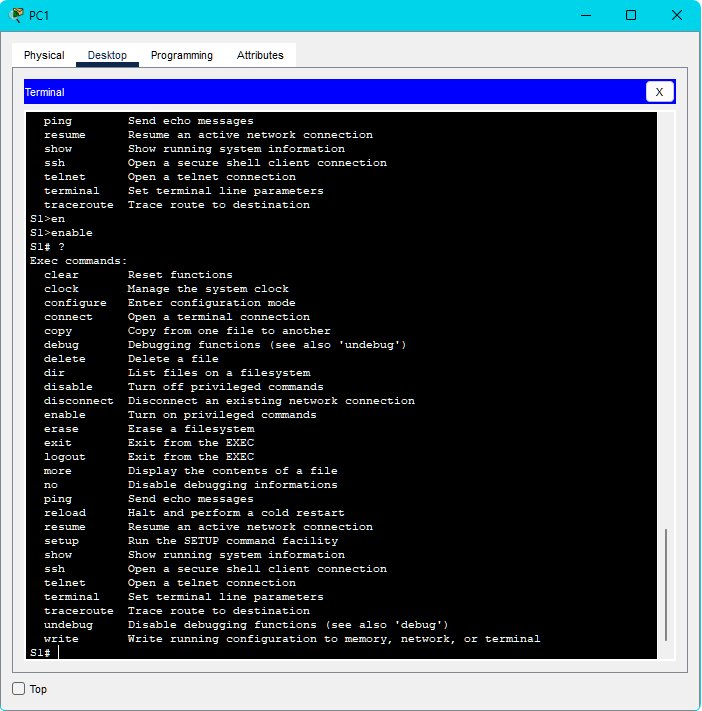 PC1
Physical Desktop Programming Attributes
Terminal X
ping Send echo messages
resume Resume an active network connection
show Show running system information
ssh Open a secure shell client connection
telnet Open a telnet connection
terminal Set terminal line parameters
traceroute Trace route to destination
S1>en
S1>enable
S1# ?
Exec commands:
clear Reset functions
clock Manage the system clock
configure Enter configuration mode
connect Open a terminal connection
copy Copy from one file to another
debug Debugging functions (see also 'undebug')
delete Delete a file
dir List files on a filesystem
disable Turn off privileged commands
disconnect Disconnect an existing network connection
enable Turn on privileged commands
erase Erase a filesystem
exit Exit from the EXEC
logout Exit from the EXEC
more Display the contents of a file
no Disable debugging informations
ping Send echo messages
reload Halt and perform a cold restart
resume Resume an active network connection
setup Run the SETUP command facility
show Show running system information
ssh Open a secure shell client connection
telnet Open a telnet connection
terminal Set terminal line parameters
traceroute Trace route to destination
undebug Disable debugging functions (see also 'debug')
write Write running configuration to memory, network, or terminal
S1#
Top